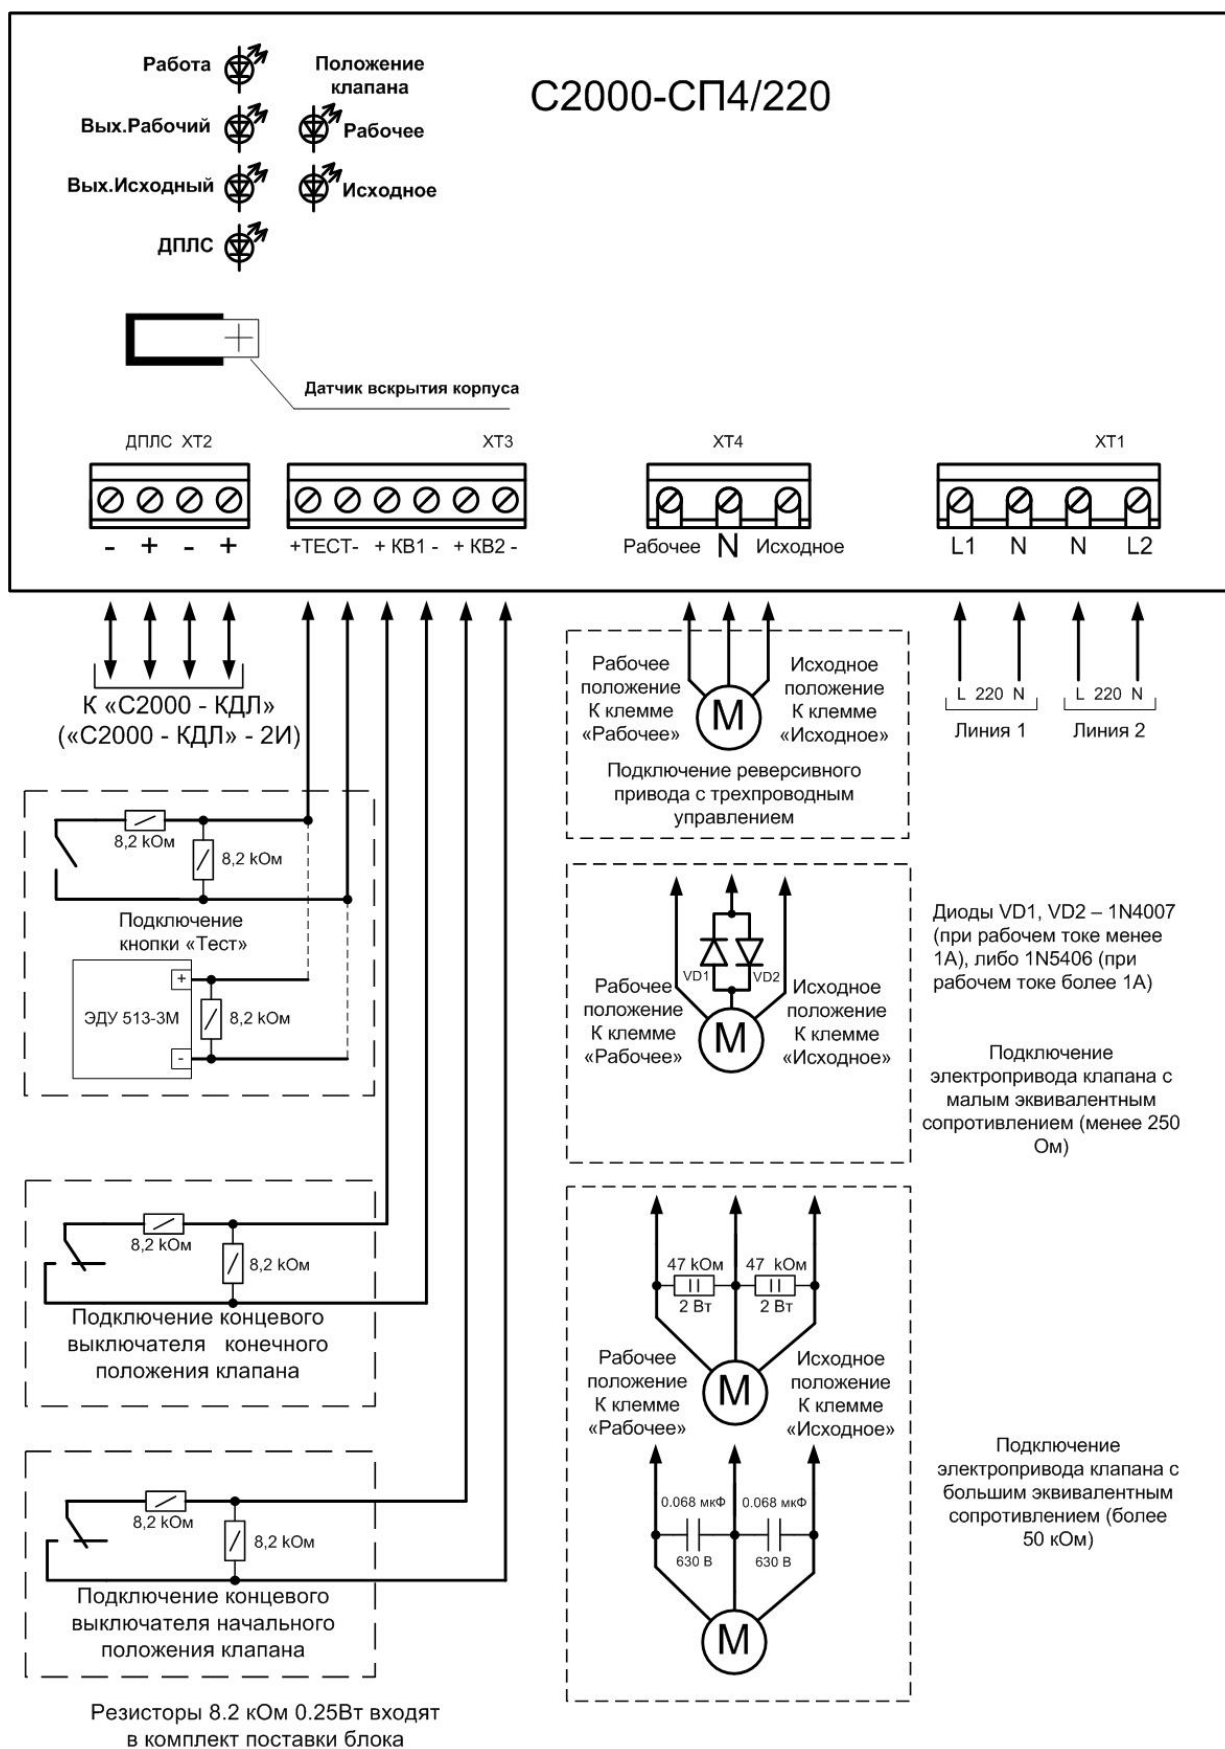 С2000-СП4/220
Работа
Вых.Рабочий
Вых.Исходный
ДПЛС
Положение
клапана
Рабочее
Исходное
Датчик вскрытия корпуса
ДПЛС XT2
XT3
XT4
XT1
- + - +
+ТЕСТ- + КВ1 - + КВ2 -
Рабочее N Исходное
L1 N N L2
К «С2000 - КДЛ»
(«С2000 - КДЛ» - 2И)
8,2 kОм
8,2 kОм
Подключение
кнопки «Тест»
ЭДУ 513-3М
+
-
8,2 kОм
8,2 kОм
8,2 kОм
Подключение концевого
выключателя конечного
положения клапана
8,2 kОм
8,2 kОм
Подключение концевого
выключателя начального
положения клапана
Резисторы 8.2 кОм 0.25Вт входят
в комплект поставки блока
Рабочее
положение
К клемме
«Рабочее»
M
Исходное
положение
К клемме
«Исходное»
Подключение реверсивного
привода с трехпроводным
управлением
L 220 N
Линия 1
L 220 N
Линия 2
VD1
VD2
Рабочее
положение
К клемме
«Рабочее»
M
Исходное
положение
К клемме
«Исходное»
Диоды VD1, VD2 – 1N4007
(при рабочем токе менее
1А), либо 1N5406 (при
рабочем токе более 1А)
Подключение
электропривода клапана с
малым эквивалентным
сопротивлением (менее 250
Ом)
47 kОм
2 Вт
47 kОм
2 Вт
Рабочее
положение
К клемме
«Рабочее»
M
Исходное
положение
К клемме
«Исходное»
0.068 мкФ
630 В
0.068 мкФ
630 В
M
Подключение
электропривода клапана с
большим эквивалентным
сопротивлением (более
50 кОм)